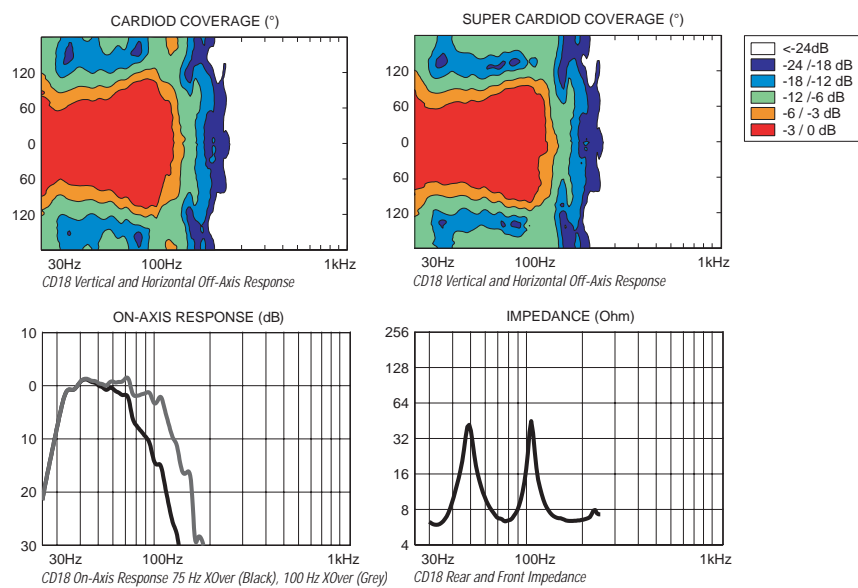 CARDIOD COVERAGE (°)
180
120
60
0
60
120
30Hz 100Hz 1kHz
CD18 Vertical and Horizontal Off-Axis Response
SUPER CARDIOD COVERAGE (°)
180
120
60
0
60
120
30Hz 100Hz 1kHz
CD18 Vertical and Horizontal Off-Axis Response
<-24dB
-24 /-18 dB
-18 /-12 dB
-12 /-6 dB
-6 / -3 dB
-3 / 0 dB
ON-AXIS RESPONSE (dB)
10
0
10
20
30
30Hz 100Hz 1kHz
CD18 On-Axis Response 75 Hz XOver (Black), 100 Hz XOver (Grey)
IMPEDANCE (Ohm)
256
128
64
32
16
8
4
30Hz 100Hz 1kHz
CD18 Rear and Front Impedance